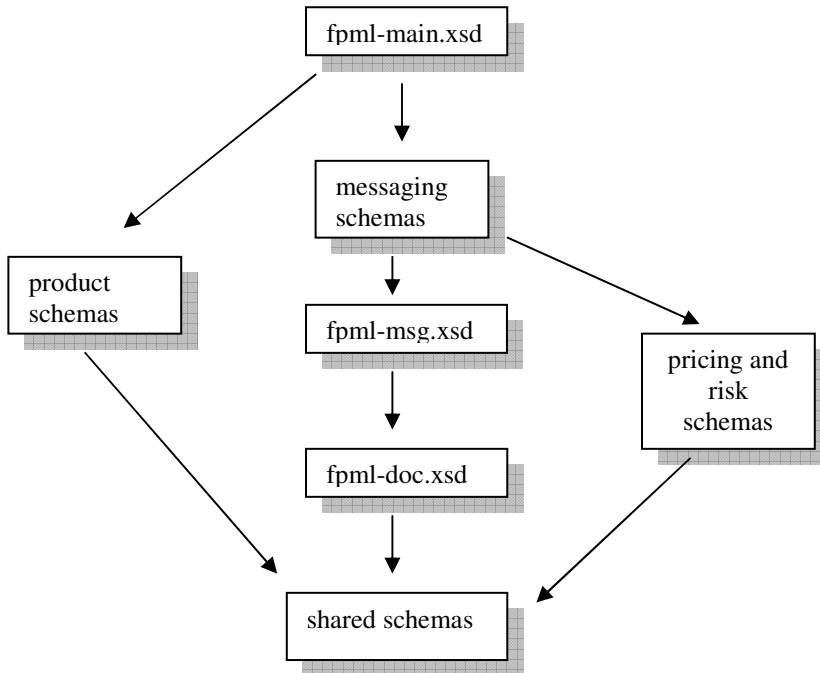 fpml-main.xsd
messaging
schemas
product
schemas
fpml-msg.xsd
pricing and
risk
schemas
fpml-doc.xsd
shared schemas